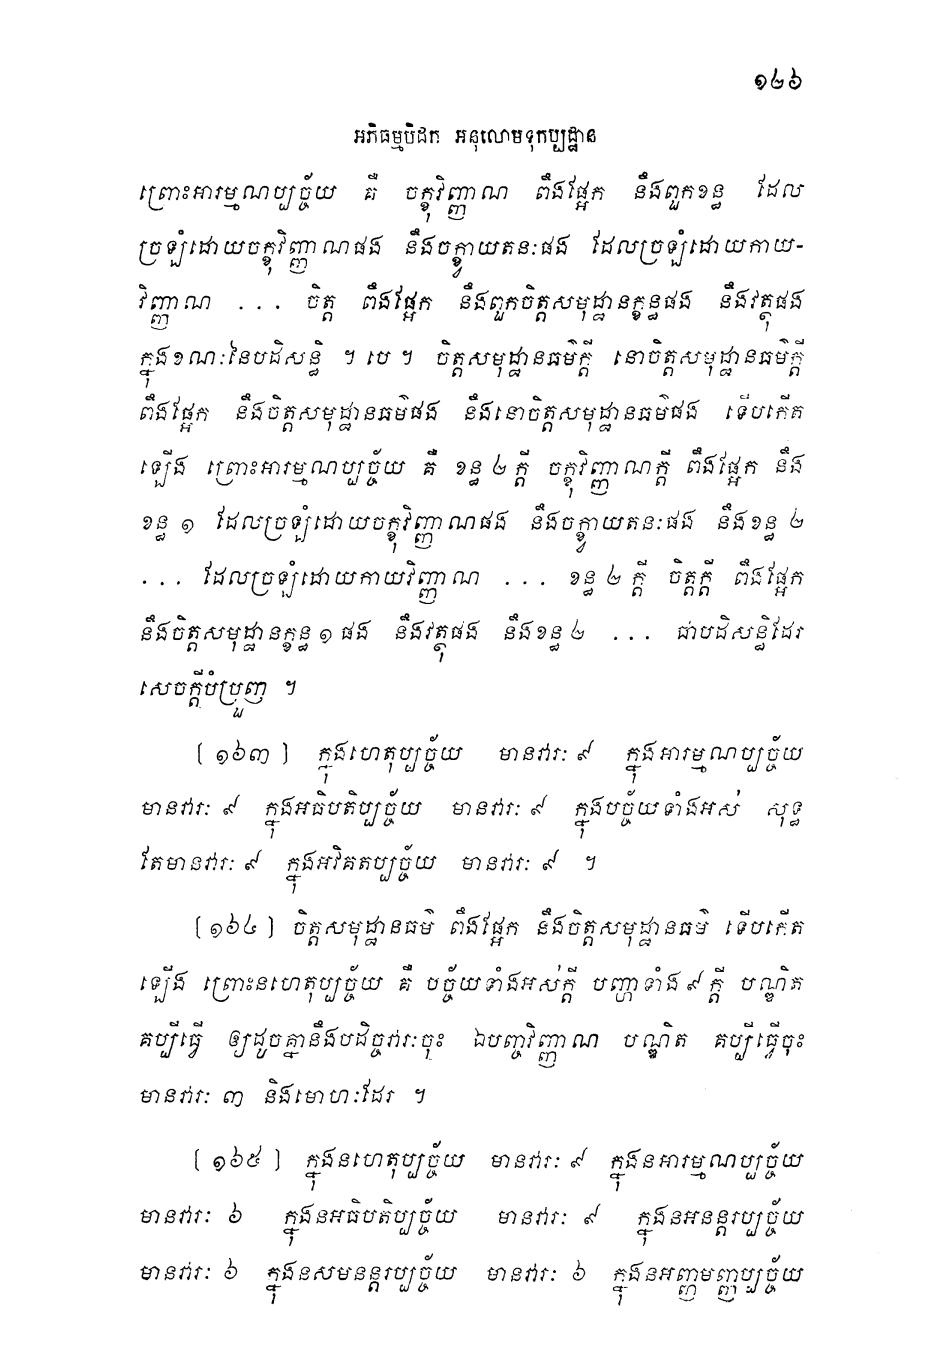 ១២៦
អភិធម្មបិដក អនុលោមទុកប្បដ្ឋាន
ព្រោះអារម្មណប្បច្ច័យ គឺ ចក្ខុវិញ្ញាណ ពឹងផ្អែក នឹងពួកខន្ធ ដែល
ច្រឡំដោយចក្ខុវិញ្ញាណផង នឹងចក្ខ្វាយតនៈផង ដែលច្រឡំដោយកាយ-
វិញ្ញាណ ... ចិត្ត ពឹងផ្អែក នឹងពួកចិត្តសមុដ្ឋានក្ខន្ធផង នឹងវត្ថុផង
ក្នុងខណៈនៃបដិសន្ធិ ។ បេ ។ ចិត្តសមុដ្ឋានធម៌ក្តី នោចិត្តសមុដ្ឋានធម៌ក្តី
ពឹងផ្អែក នឹងចិត្តសមុដ្ឋានធម៌ផង នឹងនោចិត្តសមុដ្ឋានធម៌ផង ទើបកើត
ឡើង ព្រោះអារម្មណប្បច្ច័យ គឺ ខន្ធ ២ ក្តី ចក្ខុវិញ្ញាណក្តី ពឹងផ្អែក នឹង
ខន្ធ ១ ដែលច្រឡំដោយចក្ខុវិញ្ញាណផង នឹងចក្ខ្វាយតនៈផង នឹងខន្ធ ២
... ដែលច្រឡំដោយកាយវិញ្ញាណ ... ខន្ធ ២ ក្តី ចិត្តក្តី ពឹងផ្អែក
នឹងចិត្តសមុដ្ឋានក្ខន្ធ ១ ផង នឹងវត្ថុផង នឹងខន្ធ ២ ... ជាបដិសន្ធិដែរ
សេចក្តីបំប្រួញ ។
[១៦៣] ក្នុងហេតុប្បច្ច័យ មានវារៈ ៩ ក្នុងអារម្មណប្បច្ច័យ
មានវារៈ ៩ ក្នុងអធិបតិប្បច្ច័យ មានវារៈ ៩ ក្នុងបច្ច័យទាំងអស់ សុទ្ធ
តែមានវារៈ ៩ ក្នុងអវិគតប្បច្ច័យ មានវារៈ ៩ ។
[១៦៤] ចិត្តសមុដ្ឋានធម៌ ពឹងផ្អែក នឹងចិត្តសមុដ្ឋានធម៌ ទើបកើត
ឡើង ព្រោះនហេតុប្បច្ច័យ គឺ បច្ច័យទាំងអស់ក្តី បញ្ហាទាំង ៩ ក្តី បណ្ឌិត
គប្បីធ្វើ ឲ្យដូចគ្នានឹងបដិច្ចវារៈចុះ ឯបញ្ចវិញ្ញាណ បណ្ឌិត គប្បីធ្វើចុះ
មានវារៈ ៣ និងមោហៈដែរ ។
[១៦៥] ក្នុងនហេតុប្បច្ច័យ មានវារៈ ៩ ក្នុងនអារម្មណប្បច្ច័យ
មានវារៈ ៦ ក្នុងនអធិបតិប្បច្ច័យ មានវារៈ ៩ ក្នុងនអនន្តរប្បច្ច័យ
មានវារៈ ៦ ក្នុងនសមនន្តរប្បច្ច័យ មានវារៈ ៦ ក្នុងនអញ្ញមញ្ញប្បច្ច័យ